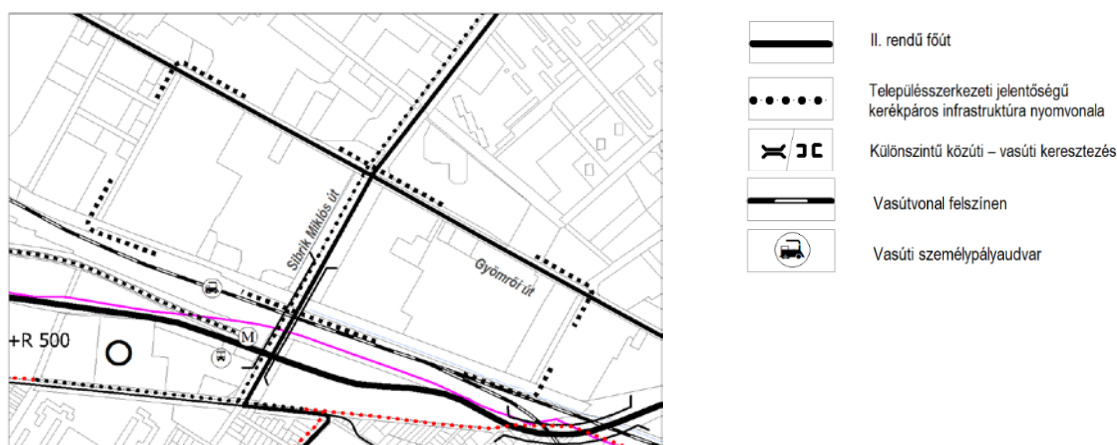 Sibrik Miklós út
Gyömrői út
M
+R 500
II. rendű főút
Településszerkezeti jelentőségű
kerékpáros infrastruktúra nyomvonala
Különszintű közúti – vasúti keresztezés
Vasútvonal felszínen
Vasúti személypályaudvar